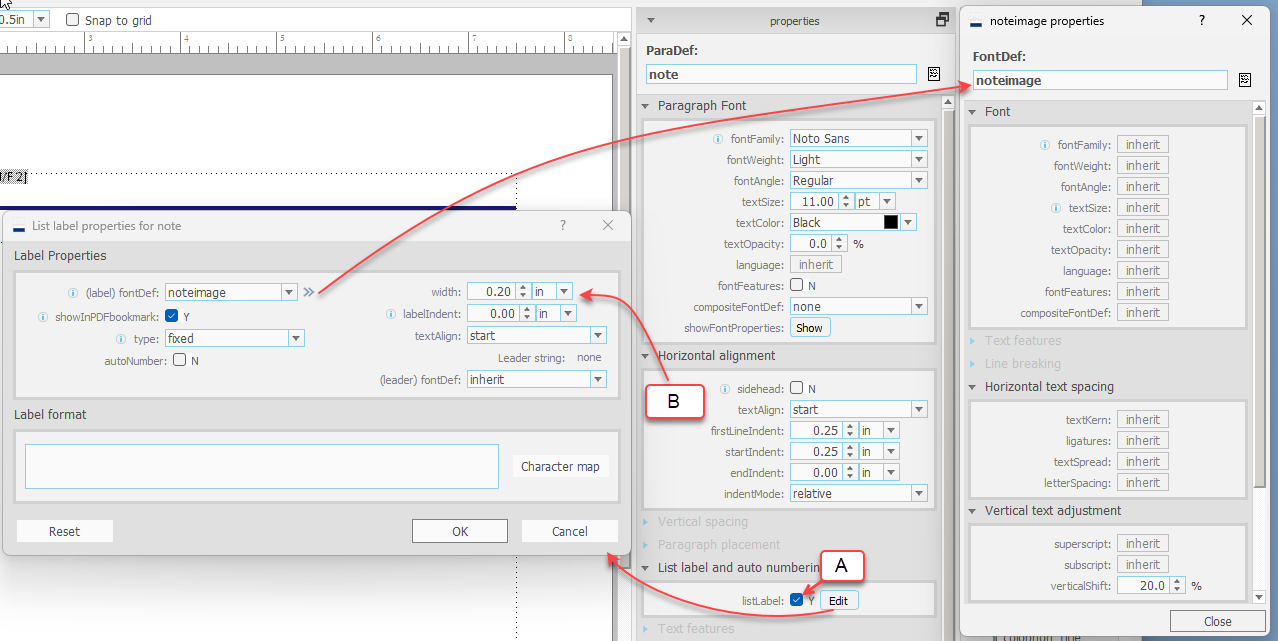 0.5in Snap to grid
3 4 5 6 7 8
/F 2]
List label properties for note ?
Label Properties
(label) fontDef: noteimage »
showInPDFbookmark: Y
type: fixed
autoNumber: N
width: 0.20 in
labelIndent: 0.00 in
textAlign: start
Leader string: none
(leader) fontDef: inherit
Label format
Character map
Reset OK Cancel
properties
ParaDef:
note
Paragraph Font
fontFamily: Noto Sans
fontWeight: Light
fontAngle: Regular
textSize: 11.00 pt
textColor: Black
textOpacity: 0.0 %
language: inherit
fontFeatures: N
compositeFontDef: none
showFontProperties: Show
Horizontal alignment
B
sidehead: N
textAlign: start
firstLineIndent: 0.25 in
startIndent: 0.25 in
endIndent: 0.00 in
indentMode: relative
Vertical spacing
Paragraph placement
List label and auto numbering
A
listLabel: Y Edit
Text features
noteimage properties ?
FontDef:
noteimage
Font
fontFamily: inherit
fontWeight: inherit
fontAngle: inherit
textSize: inherit
textColor: inherit
textOpacity: inherit
language: inherit
fontFeatures: inherit
compositeFontDef: inherit
Text features
Line breaking
Horizontal text spacing
textKern: inherit
ligatures: inherit
textSpread: inherit
letterSpacing: inherit
Vertical text adjustment
superscript: inherit
subscript: inherit
verticalShift: 20.0 %
Close